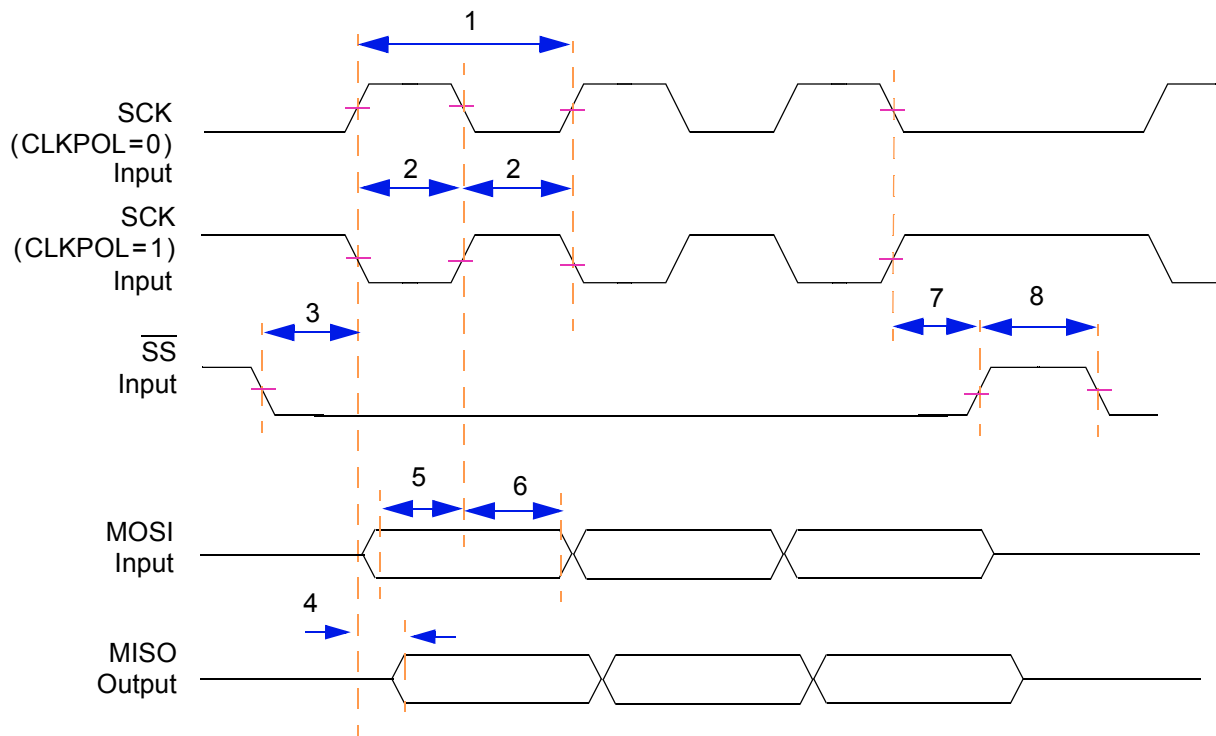 1
SCK
(CLKPOL=0)
Input
2
2
SCK
(CLKPOL=1)
Input
3
7
8
SS
Input
5
6
MOSI
Input
4
MISO
Output